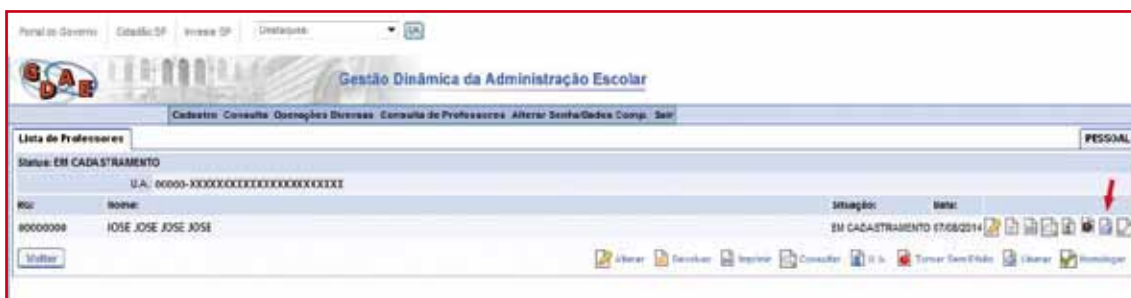 Portal do Governo Cidadão.SP Investe SP Destaques:
GDAE
Gestão Dinâmica da Administração Escolar
Cadastro Consulta Operações Diversas Consulta de Professores Alterar Senha/Dados Comp. Sair
Lista de Professores PESSOAL
Status: EM CADASTRAMENTO
U.A.: 00000-XXXXXXXXXXXXXXXXXXXXXXX
RG: Nome: Situação: Data:
00000000 JOSE JOSE JOSE JOSE EM CADASTRAMENTO 07/08/2014
Voltar Alterar Devolver Imprimir Consultar U.A. Tornar Sem Efeito Liberar Homologar